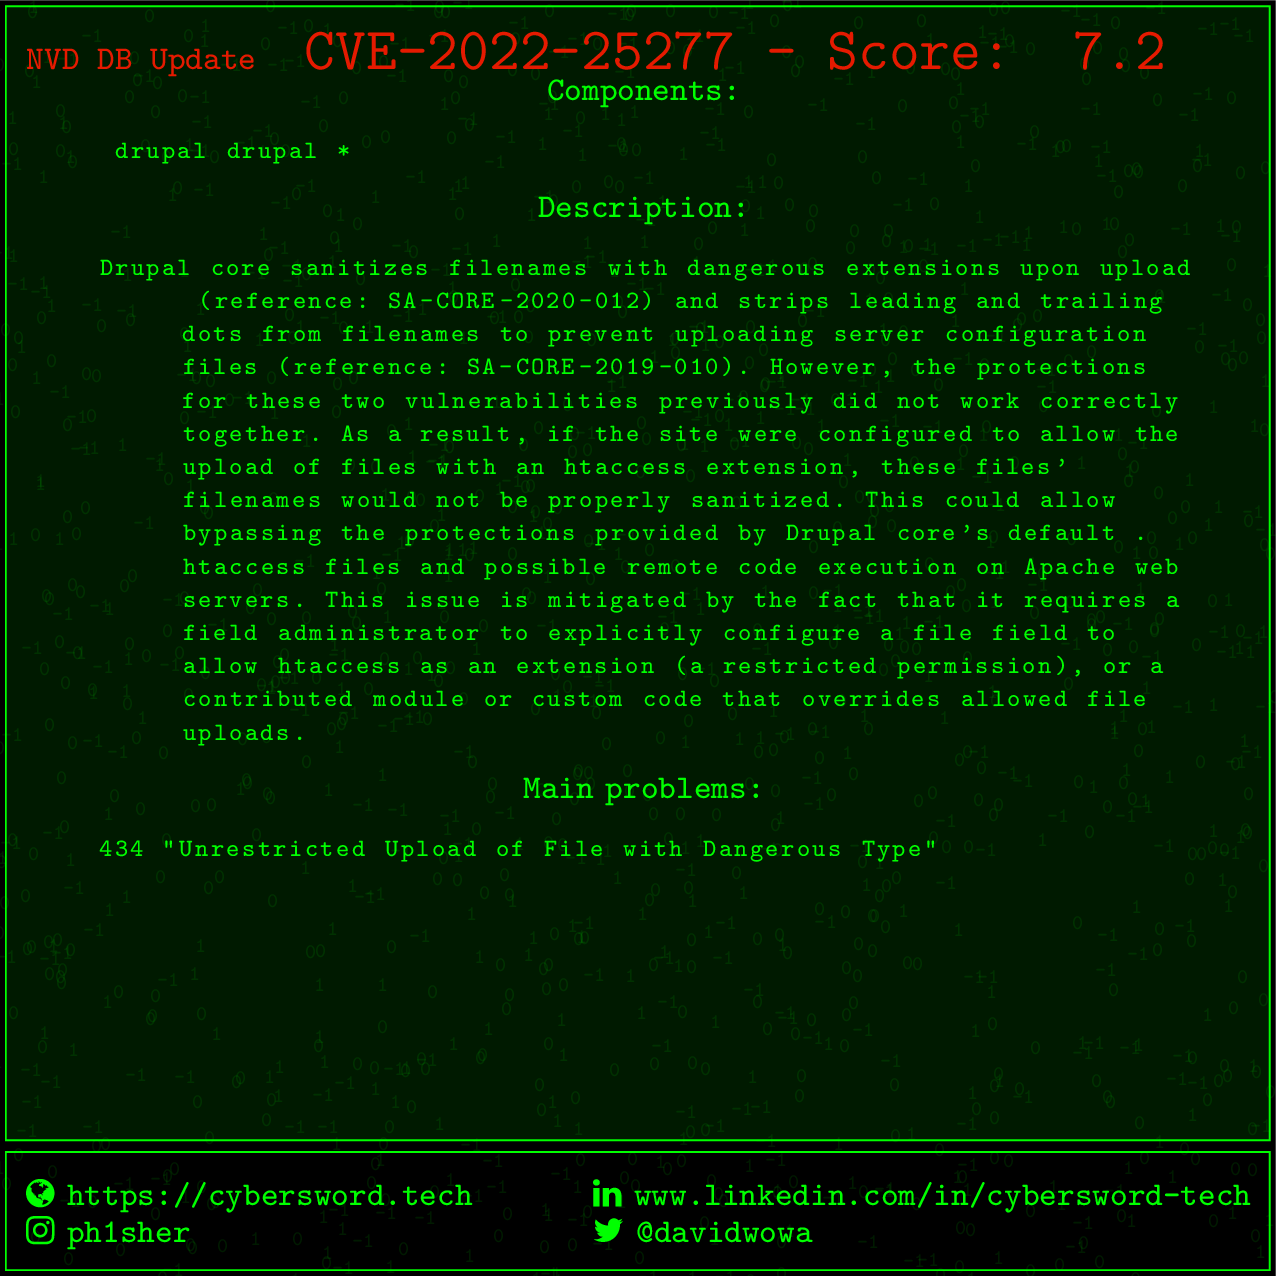 NVD DB Update CVE-2022-25277 - Score: 7.2
Components:
drupal drupal *
Description:
Drupal core sanitizes filenames with dangerous extensions upon upload
(reference: SA-CORE-2020-012) and strips leading and trailing
dots from filenames to prevent uploading server configuration
files (reference: SA-CORE-2019-010). However, the protections
for these two vulnerabilities previously did not work correctly
together. As a result, if the site were configured to allow the
upload of files with an htaccess extension, these files'
filenames would not be properly sanitized. This could allow
bypassing the protections provided by Drupal core's default .
htaccess files and possible remote code execution on Apache web
servers. This issue is mitigated by the fact that it requires a
field administrator to explicitly configure a file field to
allow htaccess as an extension (a restricted permission), or a
contributed module or custom code that overrides allowed file
uploads.
Main problems:
434 "Unrestricted Upload of File with Dangerous Type"
https://cybersword.tech
www.linkedin.com/in/cybersword-tech
ph1sher
@davidwowa